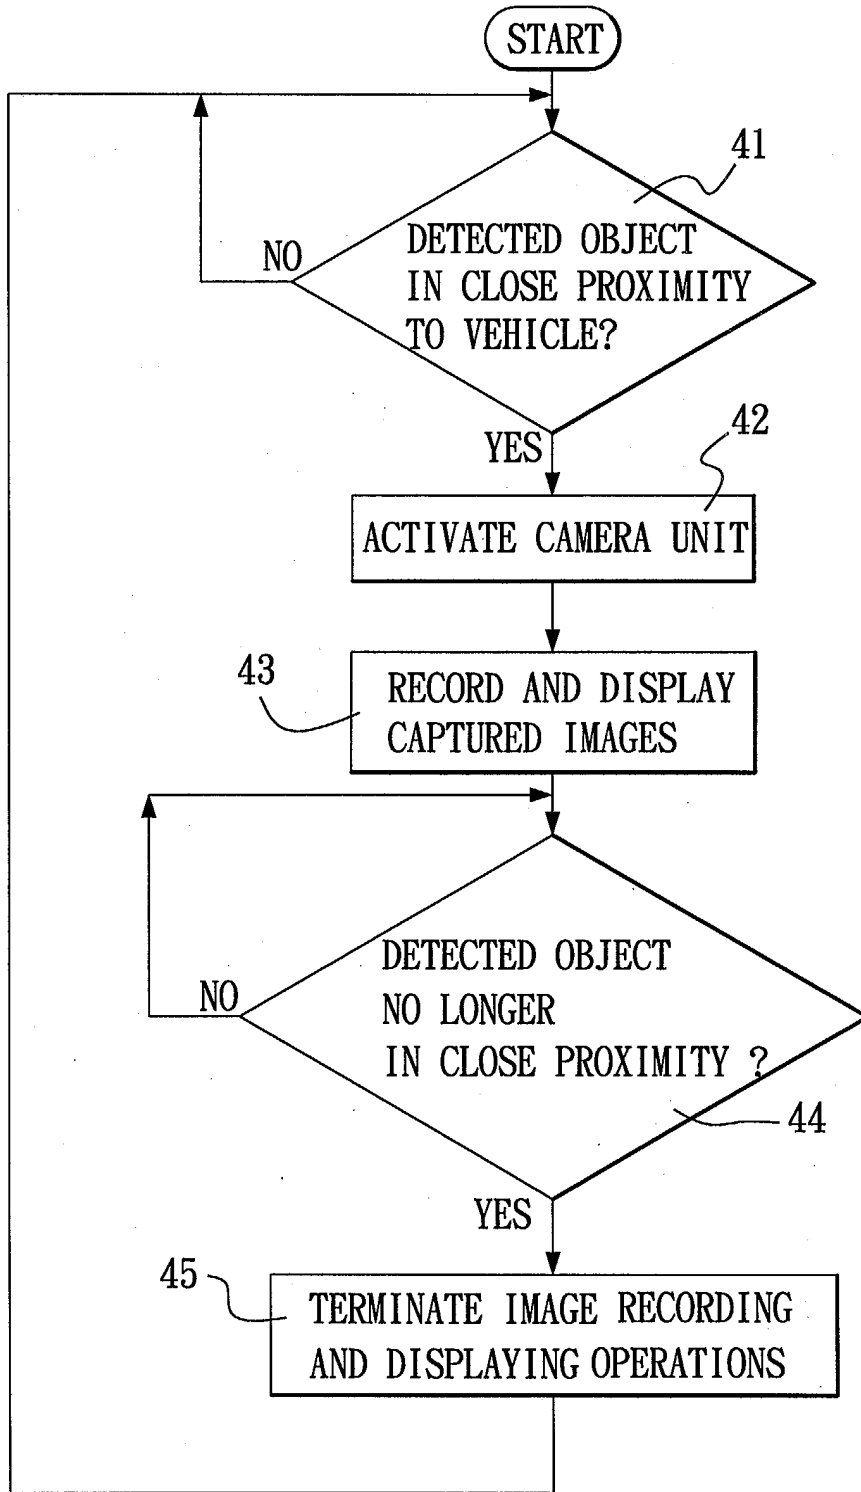 START
41
DETECTED OBJECT
IN CLOSE PROXIMITY
TO VEHICLE?
NO
YES
42
ACTIVATE CAMERA UNIT
43
RECORD AND DISPLAY
CAPTURED IMAGES
DETECTED OBJECT
NO LONGER
IN CLOSE PROXIMITY ?
NO
44
YES
45
TERMINATE IMAGE RECORDING
AND DISPLAYING OPERATIONS